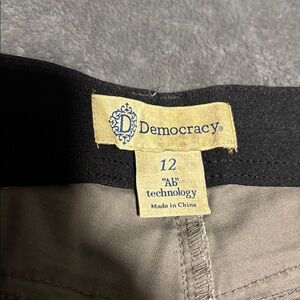 D Democracy®
12
"Ab"
technology
Made in China